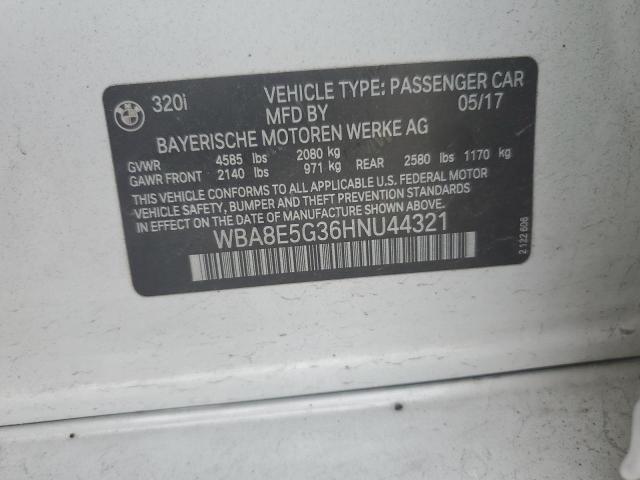 320i VEHICLE TYPE: PASSENGER CAR
MFD BY 05/17
BAYERISCHE MOTOREN WERKE AG
GVWR 4585 lbs 2080 kg
GAWR FRONT 2140 lbs 971 kg REAR 2580 lbs 1170 kg
THIS VEHICLE CONFORMS TO ALL APPLICABLE U.S. FEDERAL MOTOR
VEHICLE SAFETY, BUMPER AND THEFT PREVENTION STANDARDS
IN EFFECT ON THE DATE OF MANUFACTURE SHOWN ABOVE.
WBA8E5G36HNU44321
2 122 606